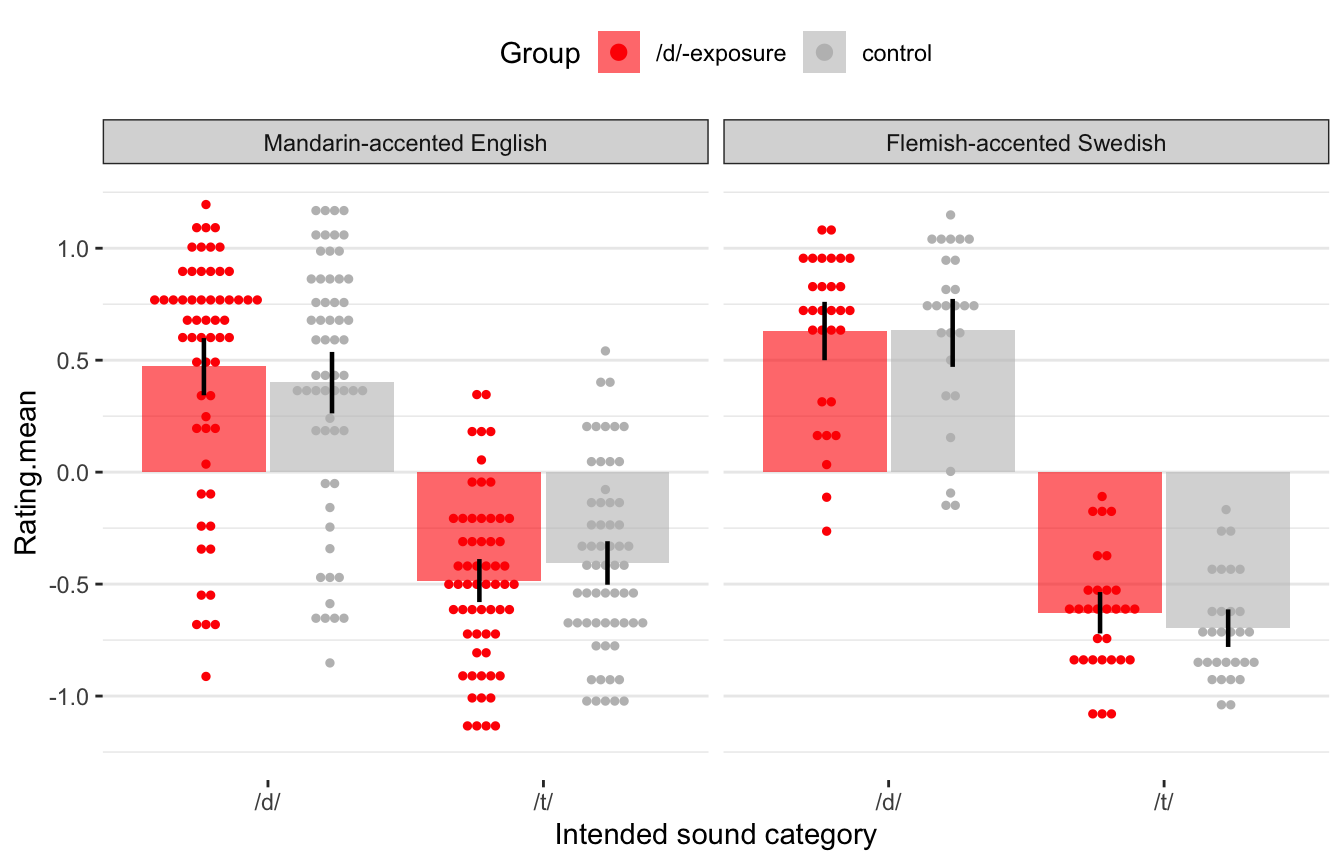 Group /d/-exposure control
Mandarin-accented English
Flemish-accented Swedish
Rating.mean
1.0
0.5
0.0
-0.5
-1.0
/d/ /t/ /d/ /t/
Intended sound category